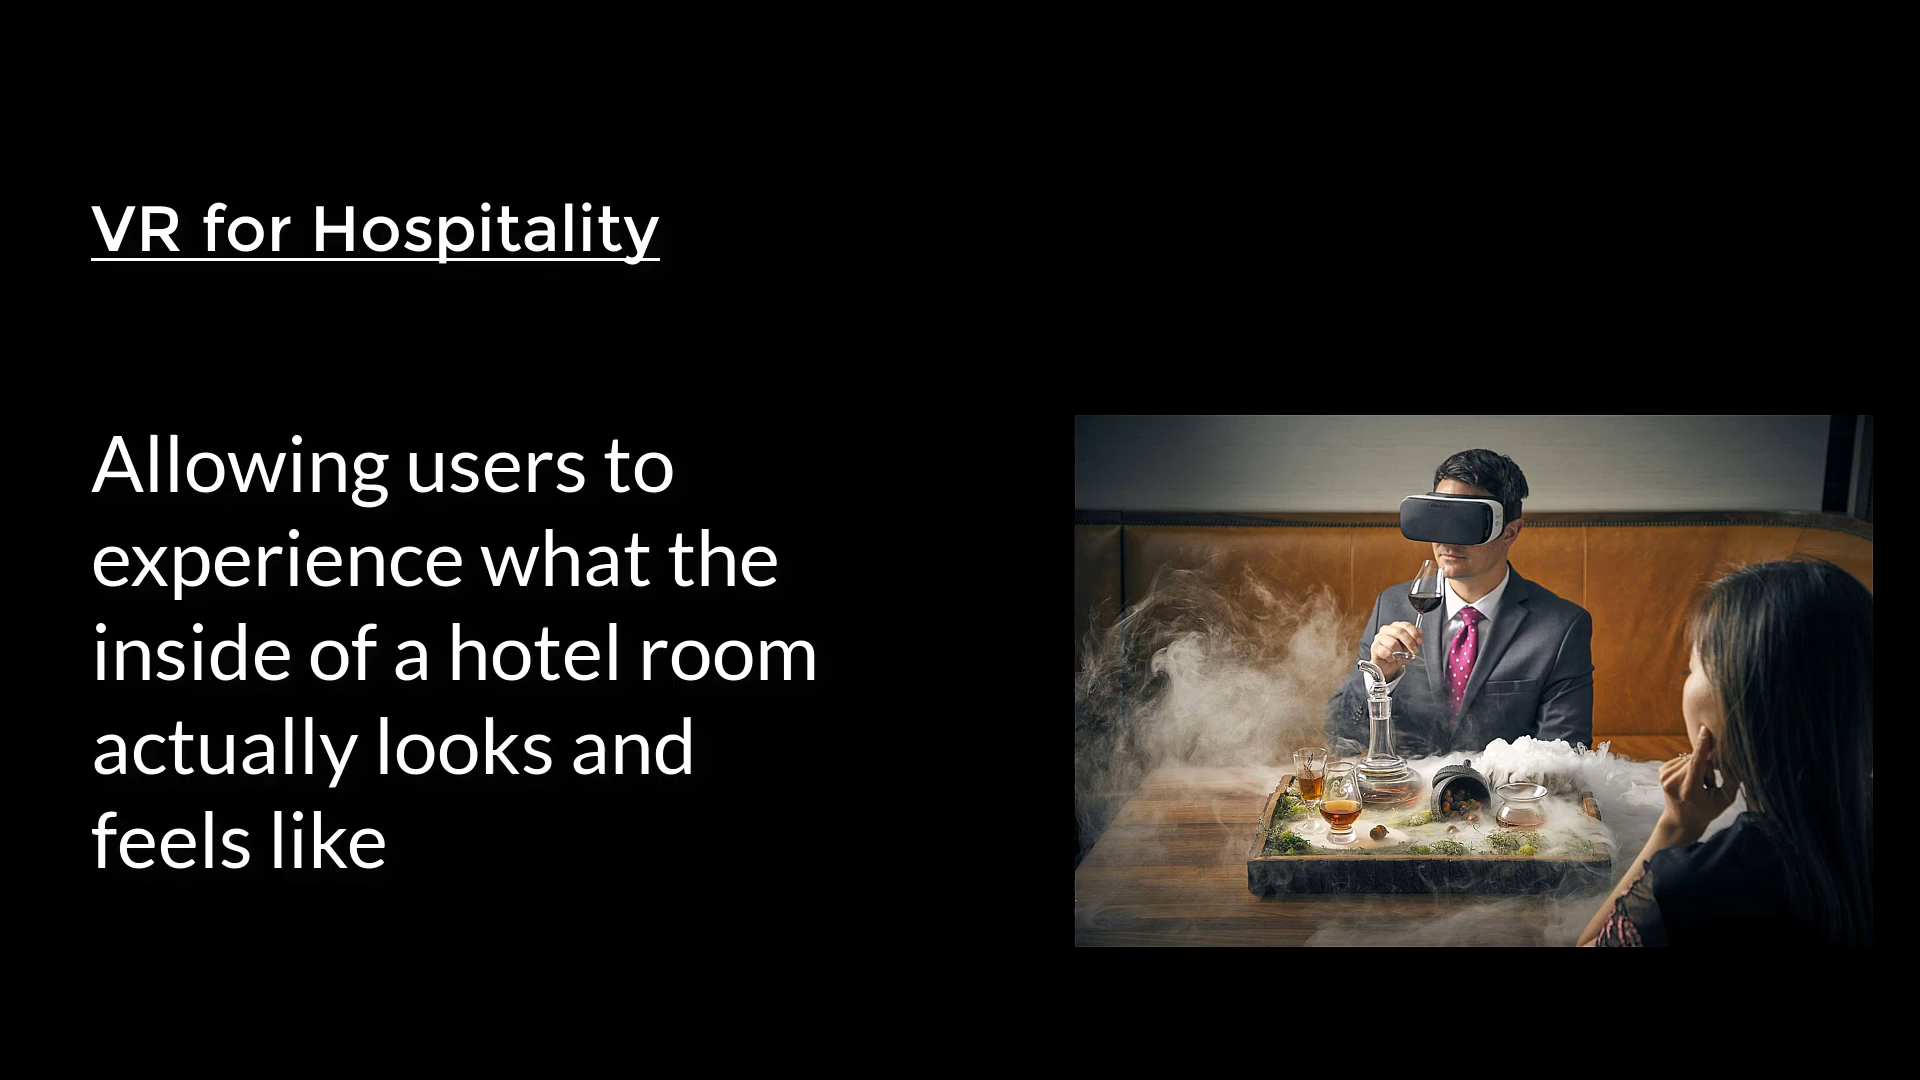 VR for Hospitality
Allowing users to
experience what the
inside of a hotel room
actually looks and
feels like